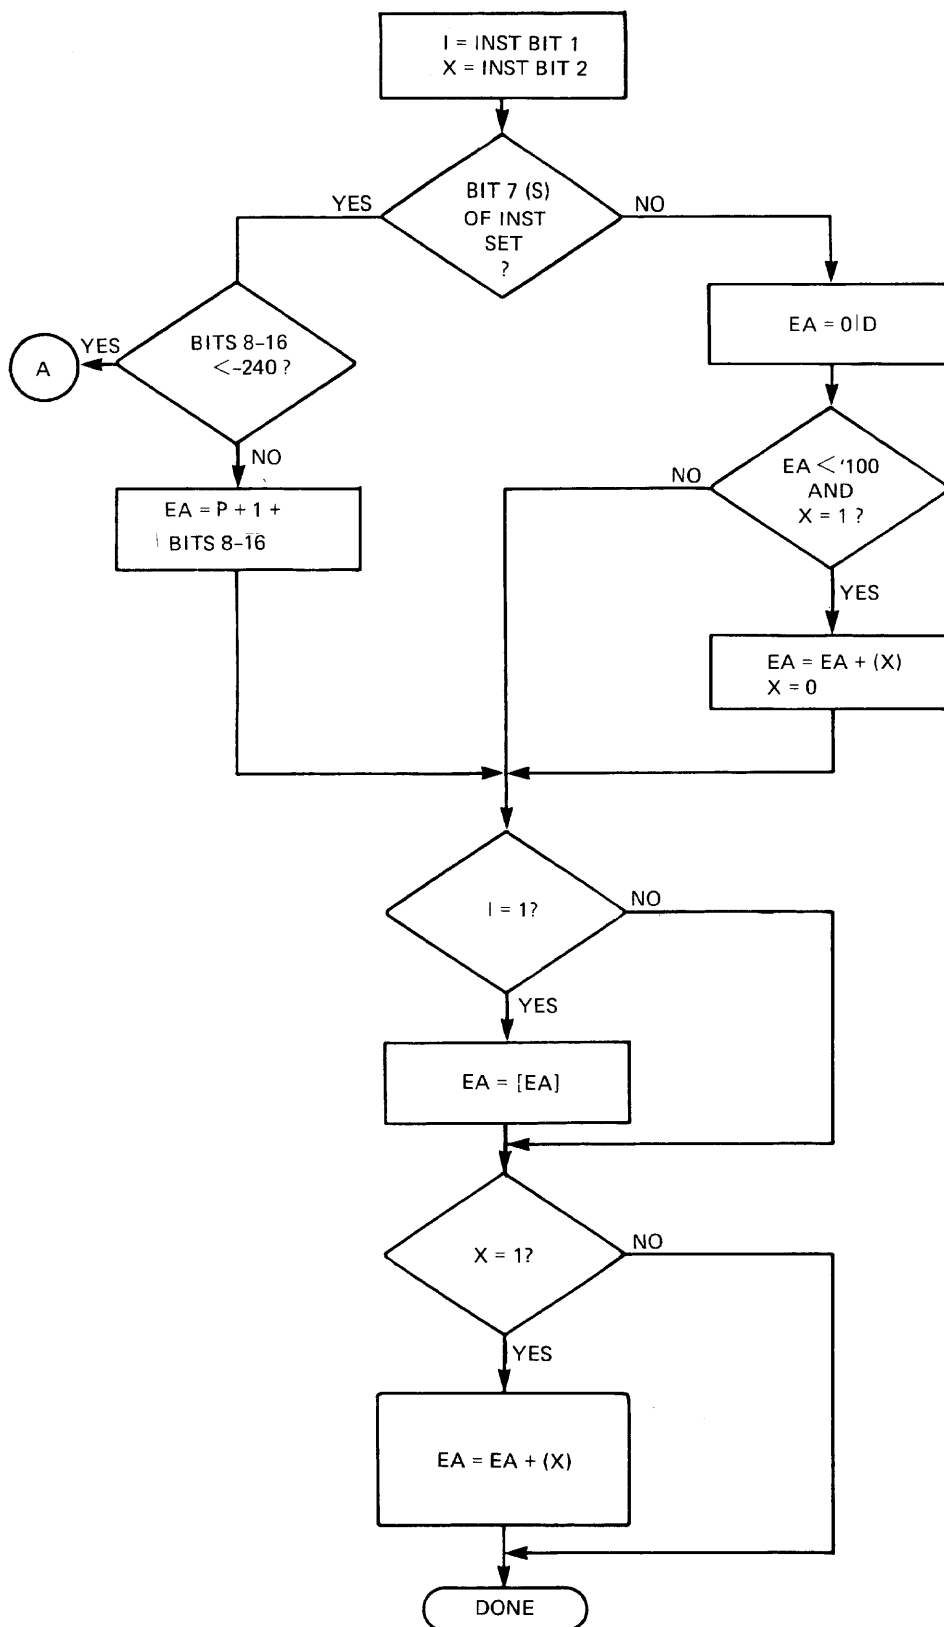 I = INST BIT 1
X = INST BIT 2
BIT 7 (S)
OF INST
SET
?
YES
NO
BITS 8-16
<-240 ?
YES
A
NO
EA = P + 1 +
BITS 8-16
EA = 0|D
EA < '100
AND
X = 1 ?
NO
YES
EA = EA + (X)
X = 0
I = 1?
NO
YES
EA = [EA]
X = 1?
NO
YES
EA = EA + (X)
DONE